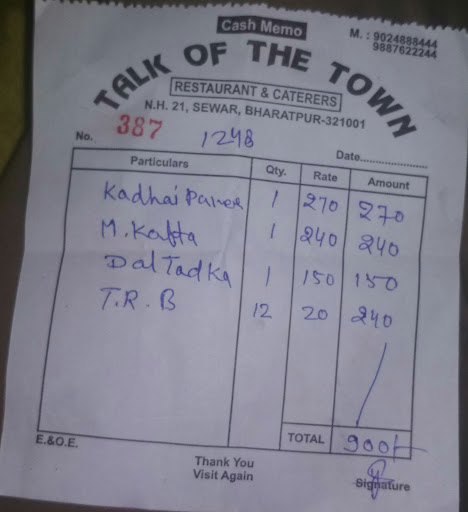 Cash Memo
M. : 9024888444
9887622244
TALK OF THE TOWN
RESTAURANT & CATERERS
N.H. 21, SEWAR, BHARATPUR-321001
No. 387 1248 Date....................
Particulars Qty. Rate Amount
Kadhai Paneer 1 270 270
M. Kofta 1 240 240
Dal Tadka 1 150 150
T.R.B 12 20 240
TOTAL 900/-
E.&O.E.
Thank You
Visit Again
Signature